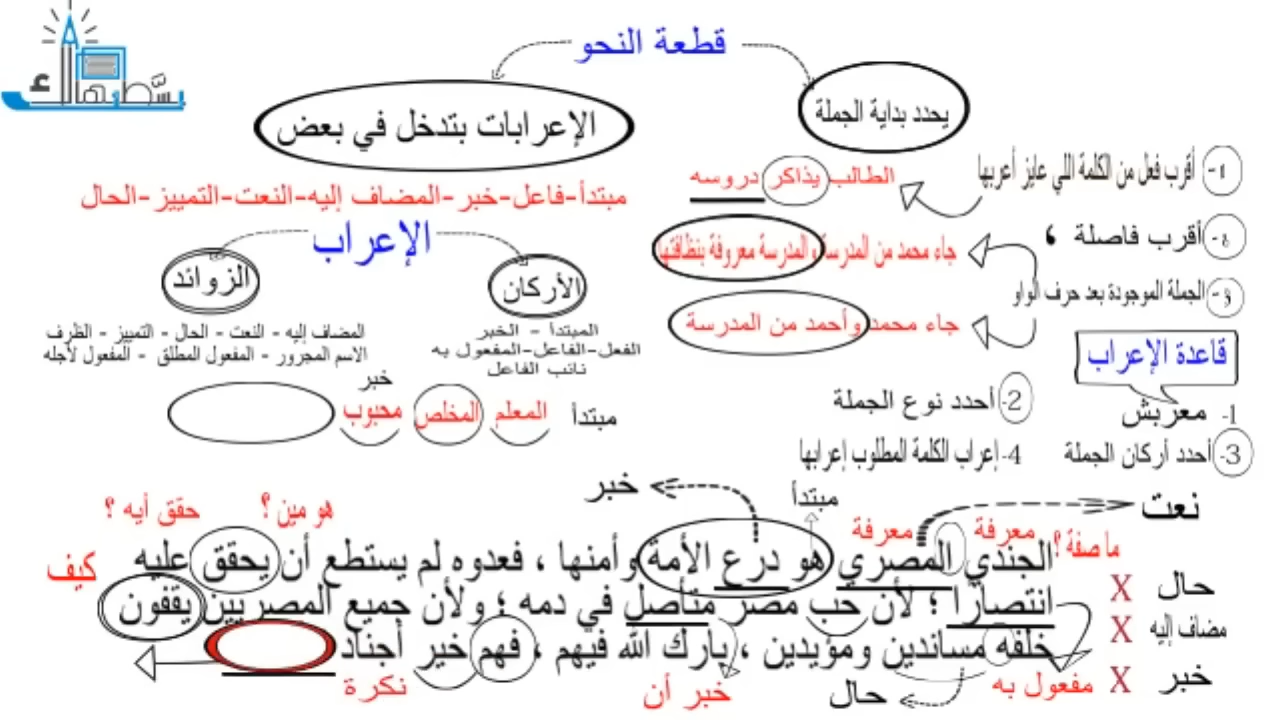 بسَّطنهالك
قطعة النحو
يحدد بداية الجملة
الإعرابات بتدخل في بعض
1- أقرب فعل من الكلمة اللي عايز أعربها
الطالب يذاكر دروسه
مبتدأ-فاعل-خبر-المضاف إليه-النعت-التمييز-الحال
أقرب فاصلة ،
جاء محمد من المدرسة والمدرسة معروفة بنظافتها
الإعراب
الأركان
الزوائد
الجملة الموجودة بعد حرف الواو
جاء محمد وأحمد من المدرسة
المبتدأ - الخبر
الفعل-الفاعل-المفعول به
نائب الفاعل
المضاف إليه - النعت - الحال - التمييز - الظرف
الاسم المجرور - المفعول المطلق - المفعول لأجله
قاعدة الإعراب
خبر
مبتدأ المعلم المخلص محبوب
1- معربش
2- أحدد نوع الجملة
3- أحدد أركان الجملة
4- إعراب الكلمة المطلوب إعرابها
نعت
مبتدأ
خبر
هو مين ؟
حقق أيه ؟
ما صفة ؟
معرفة
معرفة
الجندي المصري هو درع الأمة وأمنها ، فعدوه لم يستطع أن يحقق عليه
كيف
انتصارا ؛ لأن حب مصر متأصل في دمه ؛ ولأن جميع المصريين يقفون
خلفه مساندين ومؤيدين ، بارك الله فيهم ، فهم خير أجناد
حال X
مضاف إليه X
خبر X
مفعول به
حال
خبر أن
نكرة